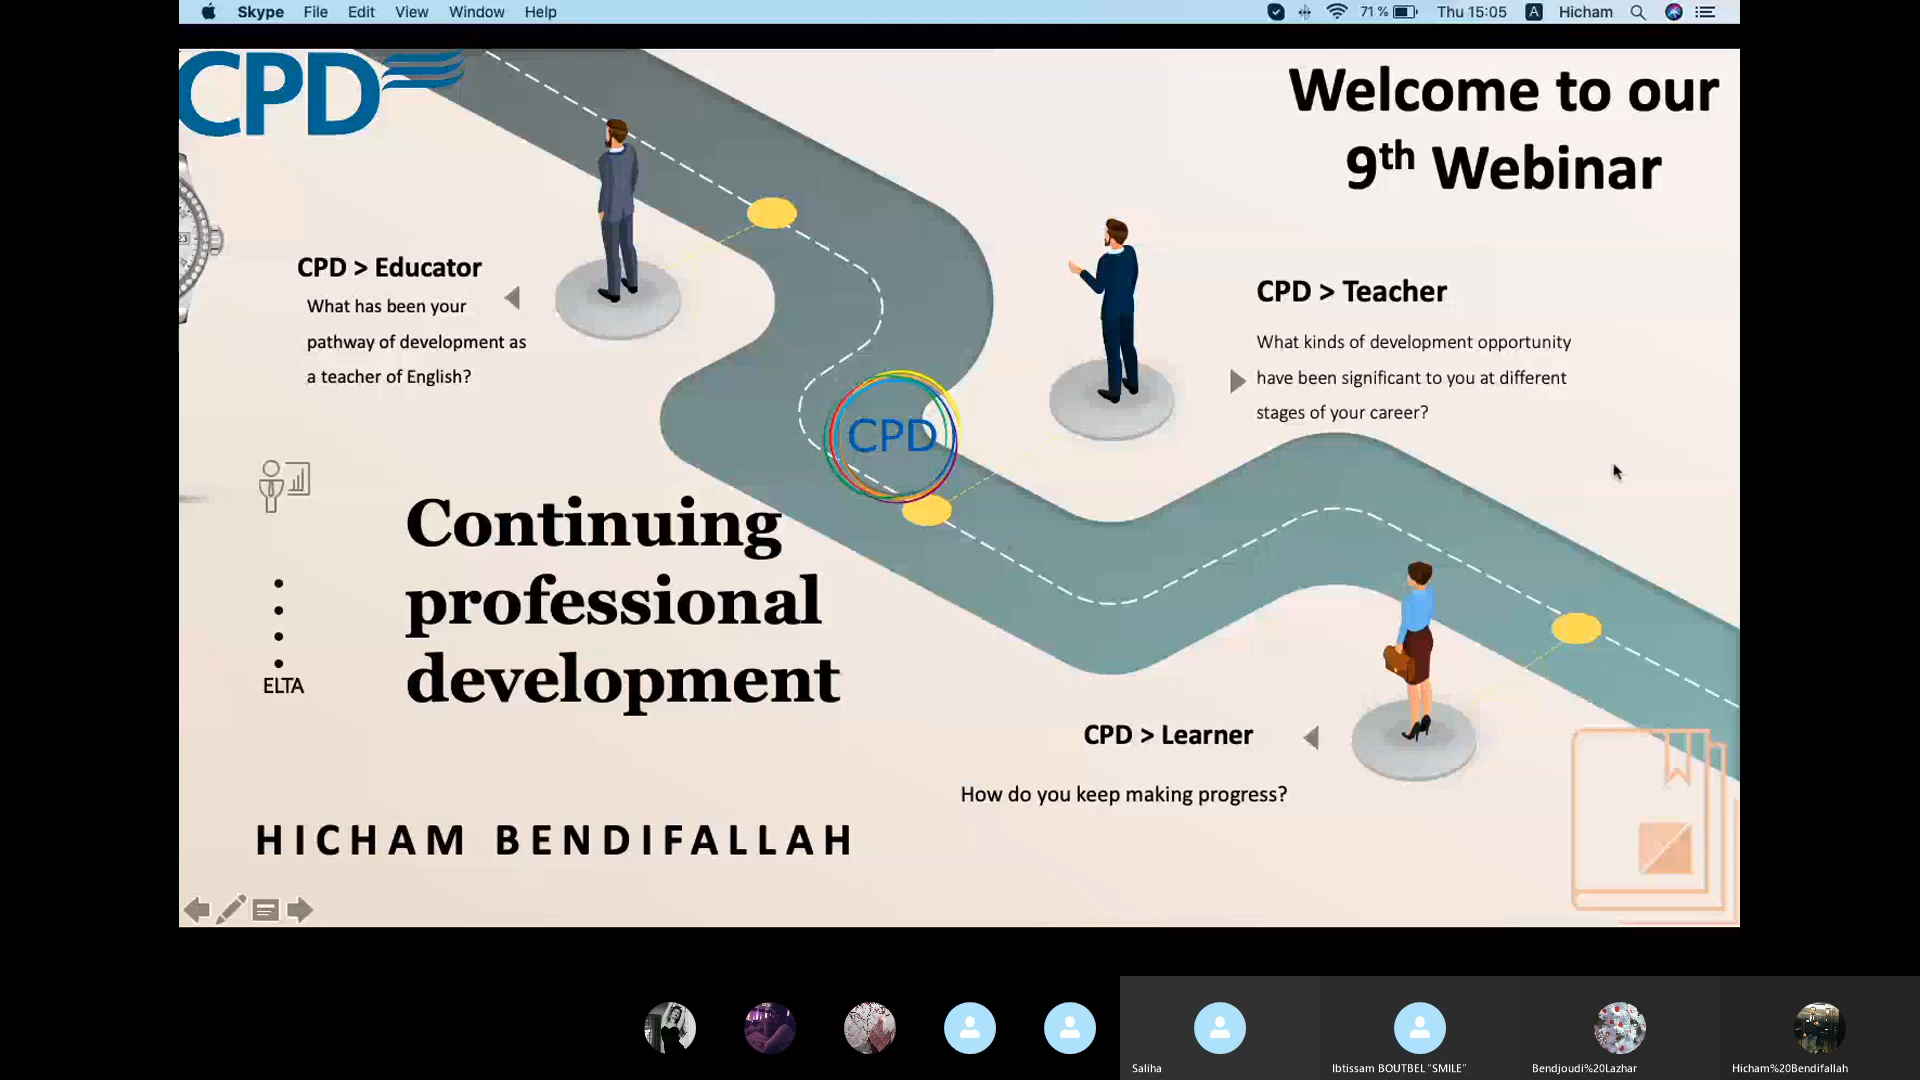 Skype File Edit View Window Help
71 % Thu 15:05 A Hicham
CPD
Welcome to our
9th Webinar
23
CPD > Educator
What has been your
pathway of development as
a teacher of English?
CPD > Teacher
What kinds of development opportunity
have been significant to you at different
stages of your career?
CPD
Continuing
professional
development
ELTA
CPD > Learner
How do you keep making progress?
HICHAM BENDIFALLAH
Saliha
Ibtissam BOUTBEL "SMILE"
Bendjoudi%20Lazhar
Hicham%20Bendifallah